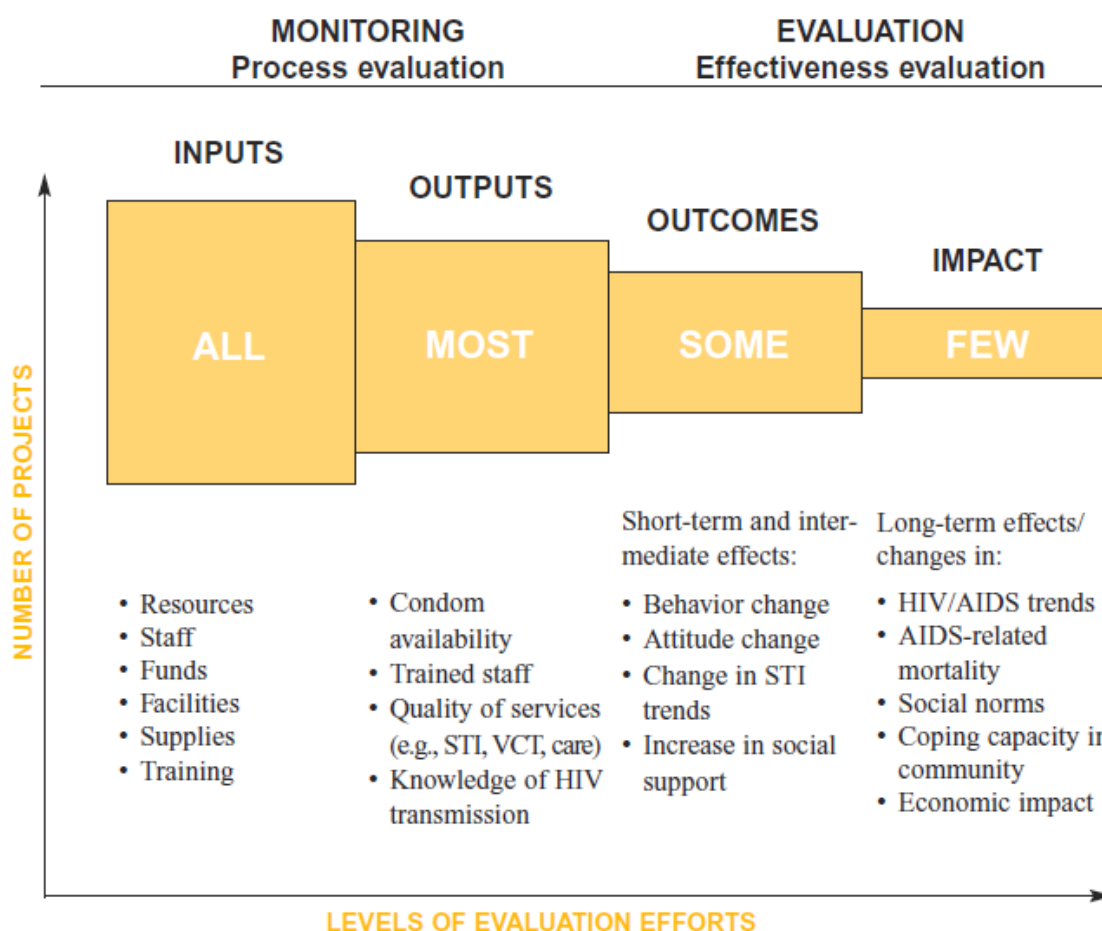 MONITORING
Process evaluation
EVALUATION
Effectiveness evaluation
INPUTS
OUTPUTS
OUTCOMES
IMPACT
ALL
MOST
SOME
FEW
NUMBER OF PROJECTS
• Resources
• Staff
• Funds
• Facilities
• Supplies
• Training
• Condom
availability
• Trained staff
• Quality of services
(e.g., STI, VCT, care)
• Knowledge of HIV
transmission
Short-term and inter-
mediate effects:
• Behavior change
• Attitude change
• Change in STI
trends
• Increase in social
support
Long-term effects/
changes in:
• HIV/AIDS trends
• AIDS-related
mortality
• Social norms
• Coping capacity in
community
• Economic impact
LEVELS OF EVALUATION EFFORTS